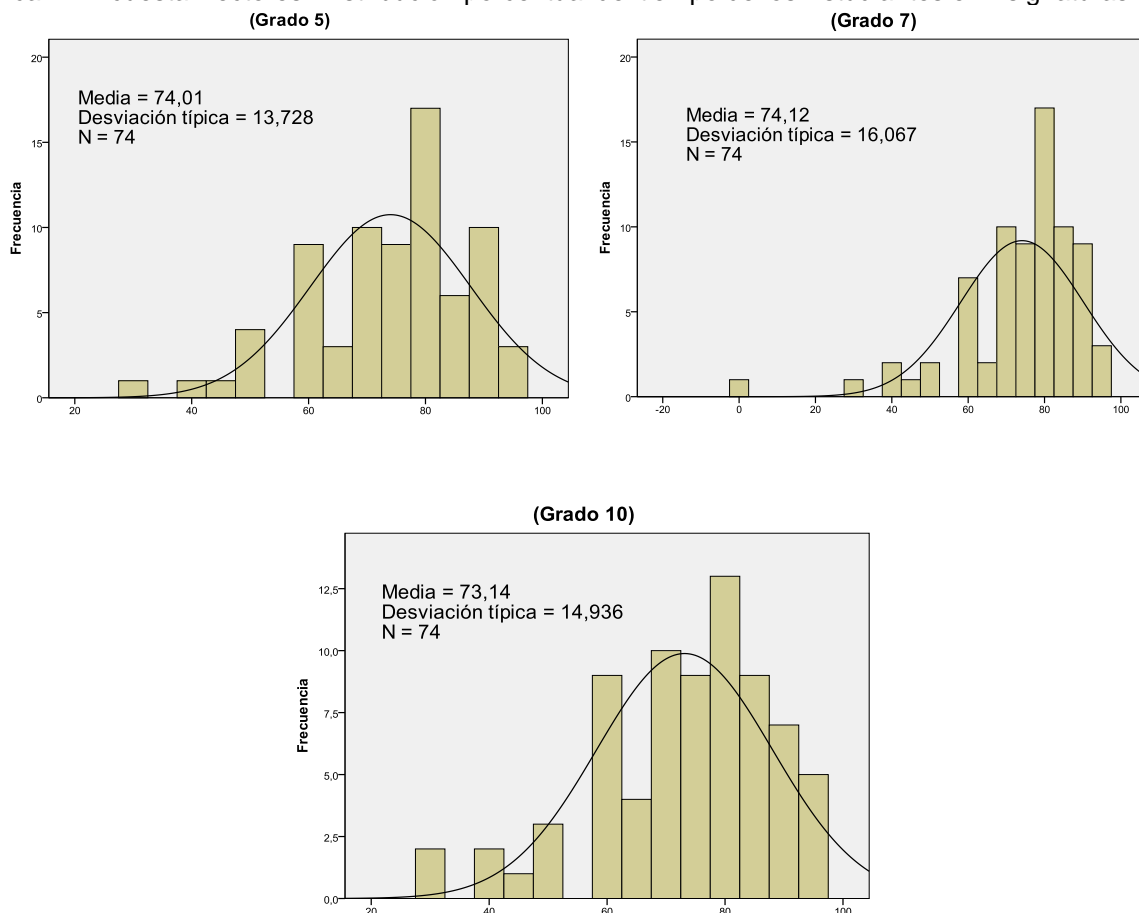 (Grado 5)
20
15
10
5
0
Frecuencia
Media = 74,01
Desviación típica = 13,728
N = 74
20 40 60 80 100
(Grado 7)
20
15
10
5
0
Frecuencia
Media = 74,12
Desviación típica = 16,067
N = 74
-20 0 20 40 60 80 100
(Grado 10)
12,5
10,0
7,5
5,0
2,5
0,0
Frecuencia
Media = 73,14
Desviación típica = 14,936
N = 74
20 40 60 80 100